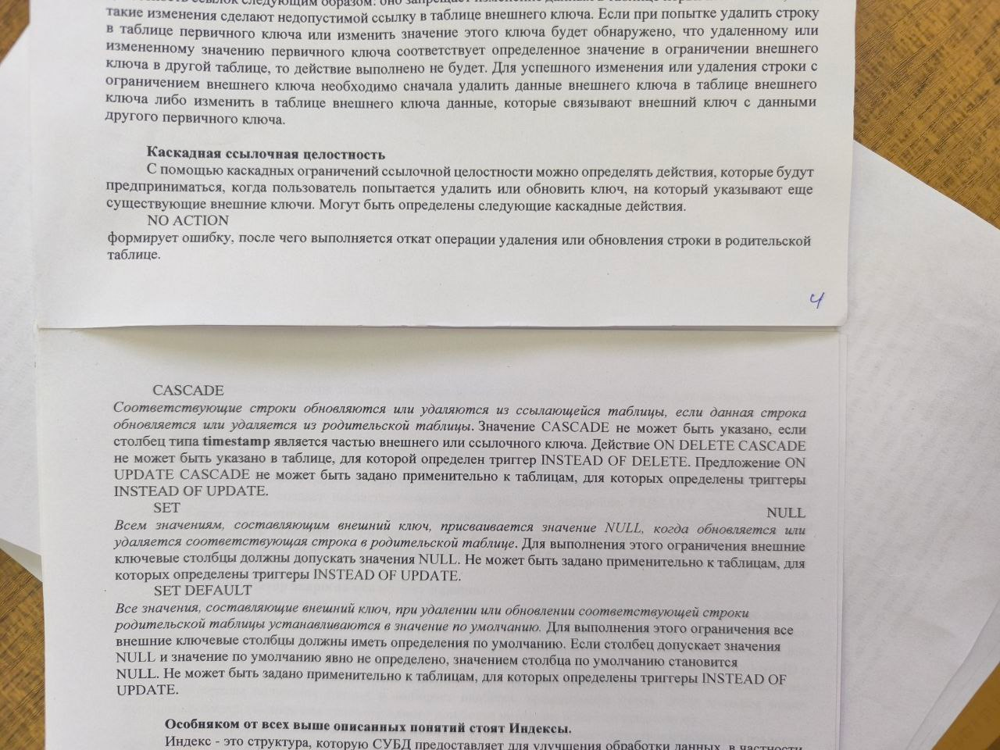 ссылок следующим образом: оно запрещает изменение данных в таблице
такие изменения сделают недопустимой ссылку в таблице внешнего ключа. Если при попытке удалить строку
в таблице первичного ключа или изменить значение этого ключа будет обнаружено, что удаленному или
измененному значению первичного ключа соответствует определенное значение в ограничении внешнего
ключа в другой таблице, то действие выполнено не будет. Для успешного изменения или удаления строки с
ограничением внешнего ключа необходимо сначала удалить данные внешнего ключа в таблице внешнего
ключа либо изменить в таблице внешнего ключа данные, которые связывают внешний ключ с данными
другого первичного ключа.
Каскадная ссылочная целостность
С помощью каскадных ограничений ссылочной целостности можно определять действия, которые будут
предприниматься, когда пользователь попытается удалить или обновить ключ, на который указывают еще
существующие внешние ключи. Могут быть определены следующие каскадные действия.
NO ACTION
формирует ошибку, после чего выполняется откат операции удаления или обновления строки в родительской
таблице.
4
CASCADE
Соответствующие строки обновляются или удаляются из ссылающейся таблицы, если данная строка
обновляется или удаляется из родительской таблицы. Значение CASCADE не может быть указано, если
столбец типа timestamp является частью внешнего или ссылочного ключа. Действие ON DELETE CASCADE
не может быть указано в таблице, для которой определен триггер INSTEAD OF DELETE. Предложение ON
UPDATE CASCADE не может быть задано применительно к таблицам, для которых определены триггеры
INSTEAD OF UPDATE.
SET NULL
Всем значениям, составляющим внешний ключ, присваивается значение NULL, когда обновляется или
удаляется соответствующая строка в родительской таблице. Для выполнения этого ограничения внешние
ключевые столбцы должны допускать значения NULL. Не может быть задано применительно к таблицам, для
которых определены триггеры INSTEAD OF UPDATE.
SET DEFAULT
Все значения, составляющие внешний ключ, при удалении или обновлении соответствующей строки
родительской таблицы устанавливаются в значение по умолчанию. Для выполнения этого ограничения все
внешние ключевые столбцы должны иметь определения по умолчанию. Если столбец допускает значения
NULL и значение по умолчанию явно не определено, значением столбца по умолчанию становится
NULL. Не может быть задано применительно к таблицам, для которых определены триггеры INSTEAD OF
UPDATE.
Особняком от всех выше описанных понятий стоят Индексы.
Индекс - это структура, которую СУБД предоставляет для улучшения обработки данных, в частности